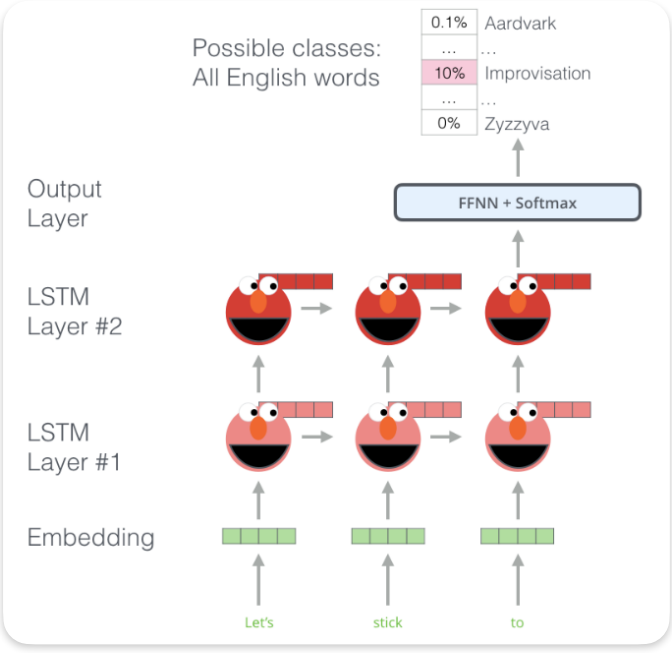 Possible classes:
All English words
0.1% Aardvark
... ...
10% Improvisation
... ...
0% Zyzzyva
Output
Layer
FFNN + Softmax
LSTM
Layer #2
LSTM
Layer #1
Embedding
Let's stick to